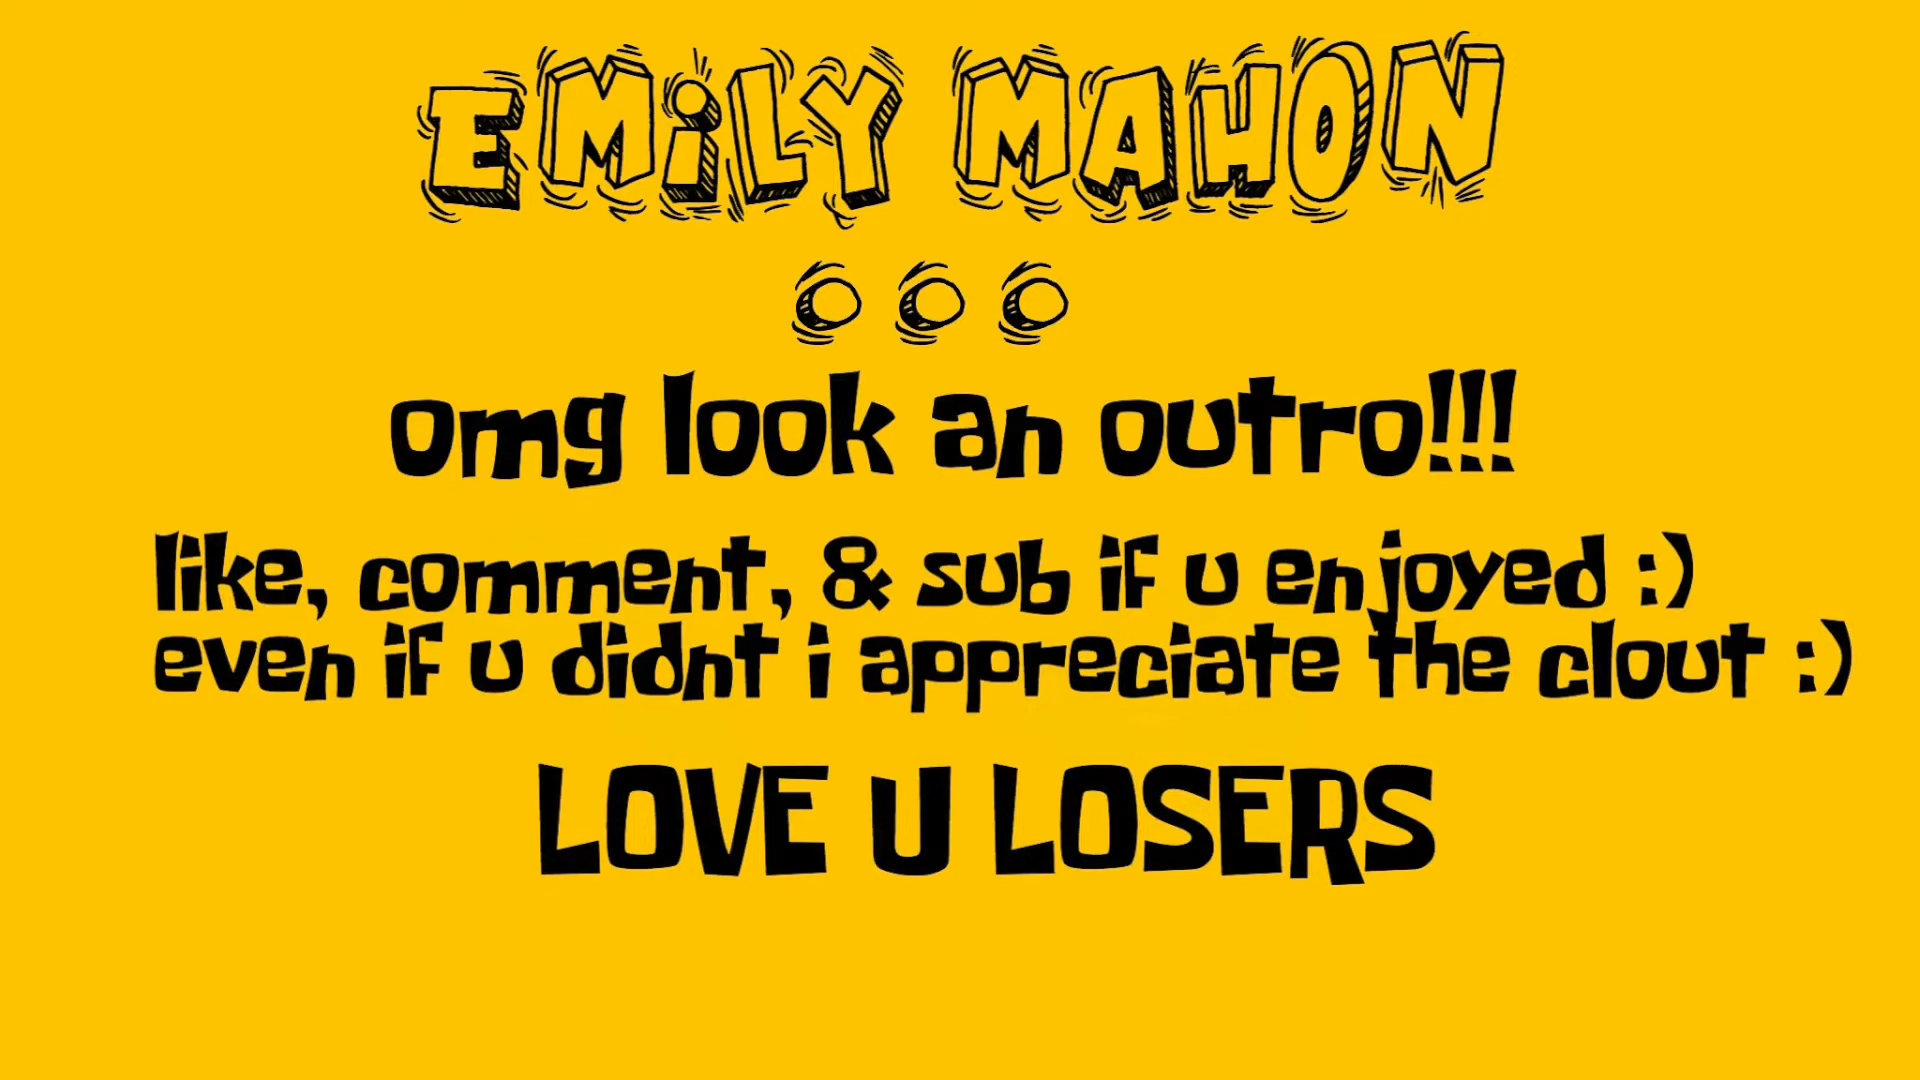 EMiLY MAHON
...
omg look an outro!!!
like, comment, & sub if u enjoyed :)
even if u didnt i appreciate the clout :)
LOVE U LOSERS